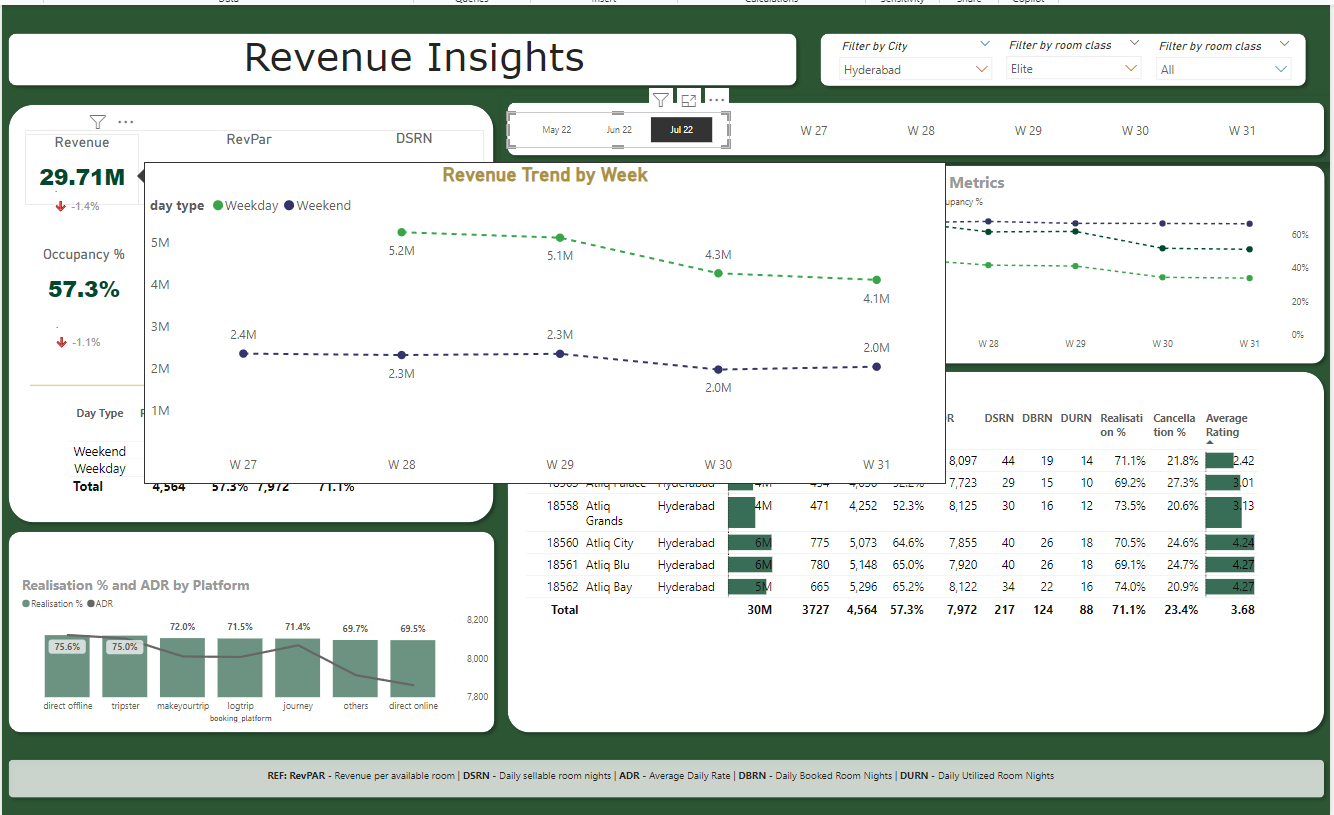 Revenue Insights
Filter by City
Filter by room class
Filter by room class
Hyderabad
Elite
All
May 22
Jun 22
Jul 22
W 27
W 28
W 29
W 30
W 31
Revenue
RevPar
DSRN
29.71M
-1.4%
Occupancy %
57.3%
-1.1%
Revenue Trend by Week
day type
Weekday
Weekend
5M
4M
3M
2M
1M
5.2M
5.1M
4.3M
4.1M
2.4M
2.3M
2.3M
2.0M
2.0M
W 27
W 28
W 29
W 30
W 31
Metrics
60%
40%
20%
0%
W 28
W 29
W 30
W 31
Day Type
Weekend
Weekday
Total 4,564 57.3% 7,972 71.1%
DSRN DBRN DURN Realisati on % Cancella tion % Average Rating
8,097 44 19 14 71.1% 21.8% 2.42
7,723 29 15 10 69.2% 27.3% 3.01
18558 Atliq Grands Hyderabad 4M 471 4,252 52.3% 8,125 30 16 12 73.5% 20.6% 3.13
18560 Atliq City Hyderabad 6M 775 5,073 64.6% 7,855 40 26 18 70.5% 24.6% 4.24
18561 Atliq Blu Hyderabad 6M 780 5,148 65.0% 7,920 40 26 18 69.1% 24.7% 4.27
18562 Atliq Bay Hyderabad 5M 665 5,296 65.2% 8,122 34 22 16 74.0% 20.9% 4.27
Total 30M 3727 4,564 57.3% 7,972 217 124 88 71.1% 23.4% 3.68
Realisation % and ADR by Platform
Realisation % ADR
75.6%
75.0%
72.0%
71.5%
71.4%
69.7%
69.5%
8,200
8,000
7,800
direct offline
tripster
makeyourtrip
logtrip
journey
others
direct online
booking_platform
REF: RevPAR - Revenue per available room | DSRN - Daily sellable room nights | ADR - Average Daily Rate | DBRN - Daily Booked Room Nights | DURN - Daily Utilized Room Nights